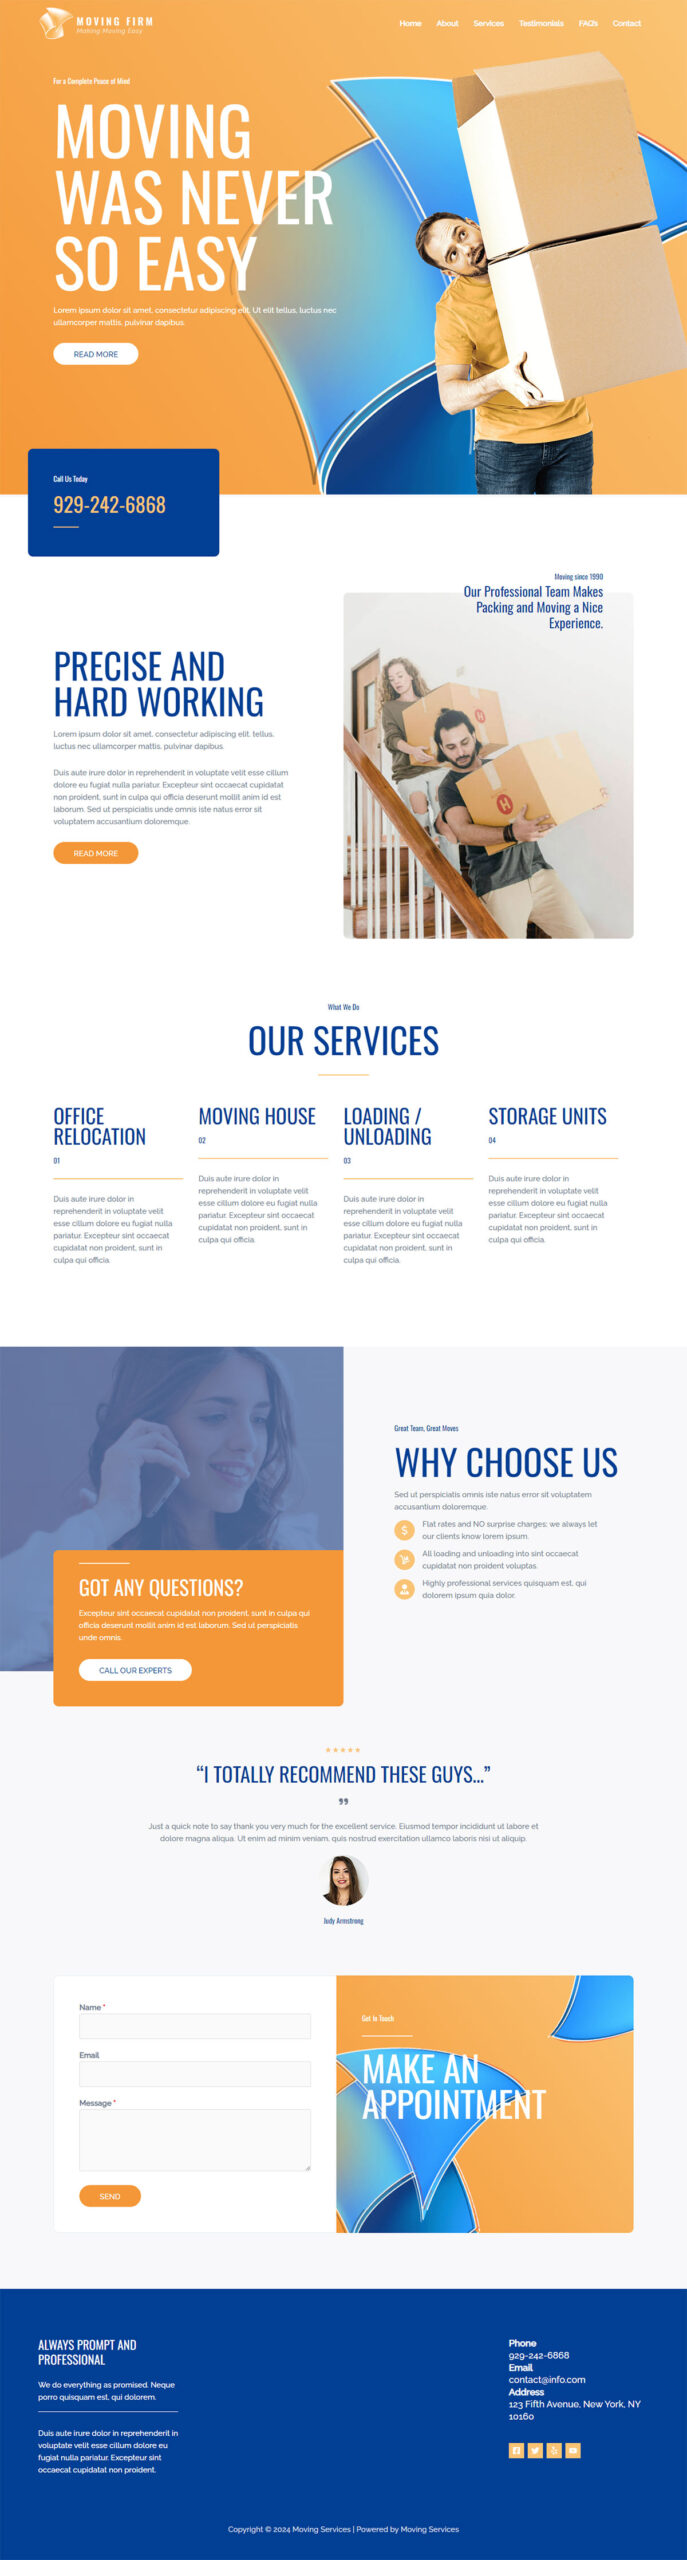 MOVING FIRM
Making Moving Easy
Home About Services Testimonials FAQs Contact
For a Complete Peace of Mind
MOVING
WAS NEVER
SO EASY
Lorem ipsum dolor sit amet, consectetur adipiscing elit. Ut elit tellus, luctus nec
ullamcorper mattis, pulvinar dapibus.
READ MORE
Call Us Today
929-242-6868
Moving since 1990
Our Professional Team Makes
Packing and Moving a Nice
Experience.
PRECISE AND
HARD WORKING
Lorem ipsum dolor sit amet, consectetur adipiscing elit. tellus,
luctus nec ullamcorper mattis, pulvinar dapibus.
Duis aute irure dolor in reprehenderit in voluptate velit esse cillum
dolore eu fugiat nulla pariatur. Excepteur sint occaecat cupidatat
non proident, sunt in culpa qui officia deserunt mollit anim id est
laborum. Sed ut perspiciatis unde omnis iste natus error sit
voluptatem accusantium doloremque.
READ MORE
H
H
What We Do
OUR SERVICES
OFFICE
RELOCATION
01
Duis aute irure dolor in
reprehenderit in voluptate velit
esse cillum dolore eu fugiat nulla
pariatur. Excepteur sint occaecat
cupidatat non proident, sunt in
culpa qui officia.
MOVING HOUSE
02
Duis aute irure dolor in
reprehenderit in voluptate velit
esse cillum dolore eu fugiat nulla
pariatur. Excepteur sint occaecat
cupidatat non proident, sunt in
culpa qui officia.
LOADING /
UNLOADING
03
Duis aute irure dolor in
reprehenderit in voluptate velit
esse cillum dolore eu fugiat nulla
pariatur. Excepteur sint occaecat
cupidatat non proident, sunt in
culpa qui officia.
STORAGE UNITS
04
Duis aute irure dolor in
reprehenderit in voluptate velit
esse cillum dolore eu fugiat nulla
pariatur. Excepteur sint occaecat
cupidatat non proident, sunt in
culpa qui officia.
Great Team, Great Moves
WHY CHOOSE US
Sed ut perspiciatis omnis iste natus error sit voluptatem
accusantium doloremque.
Flat rates and NO surprise charges; we always let
our clients know lorem ipsum.
All loading and unloading into sint occaecat
cupidatat non proident voluptas.
Highly professional services quisquam est, qui
dolorem ipsum quia dolor.
GOT ANY QUESTIONS?
Excepteur sint occaecat cupidatat non proident, sunt in culpa qui
officia deserunt mollit anim id est laborum. Sed ut perspiciatis
unde omnis.
CALL OUR EXPERTS
★★★★★
“I TOTALLY RECOMMEND THESE GUYS...”
Just a quick note to say thank you very much for the excellent service. Eiusmod tempor incididunt ut labore et
dolore magna aliqua. Ut enim ad minim veniam, quis nostrud exercitation ullamco laboris nisi ut aliquip.
Judy Armstrong
Name *
Email
Message *
SEND
Get In Touch
MAKE AN
APPOINTMENT
ALWAYS PROMPT AND
PROFESSIONAL
We do everything as promised. Neque
porro quisquam est, qui dolorem.
Duis aute irure dolor in reprehenderit in
voluptate velit esse cillum dolore eu
fugiat nulla pariatur. Excepteur sint
occaecat cupidatat non proident.
Phone
929-242-6868
Email
contact@info.com
Address
123 Fifth Avenue, New York, NY
10160
Copyright © 2024 Moving Services | Powered by Moving Services